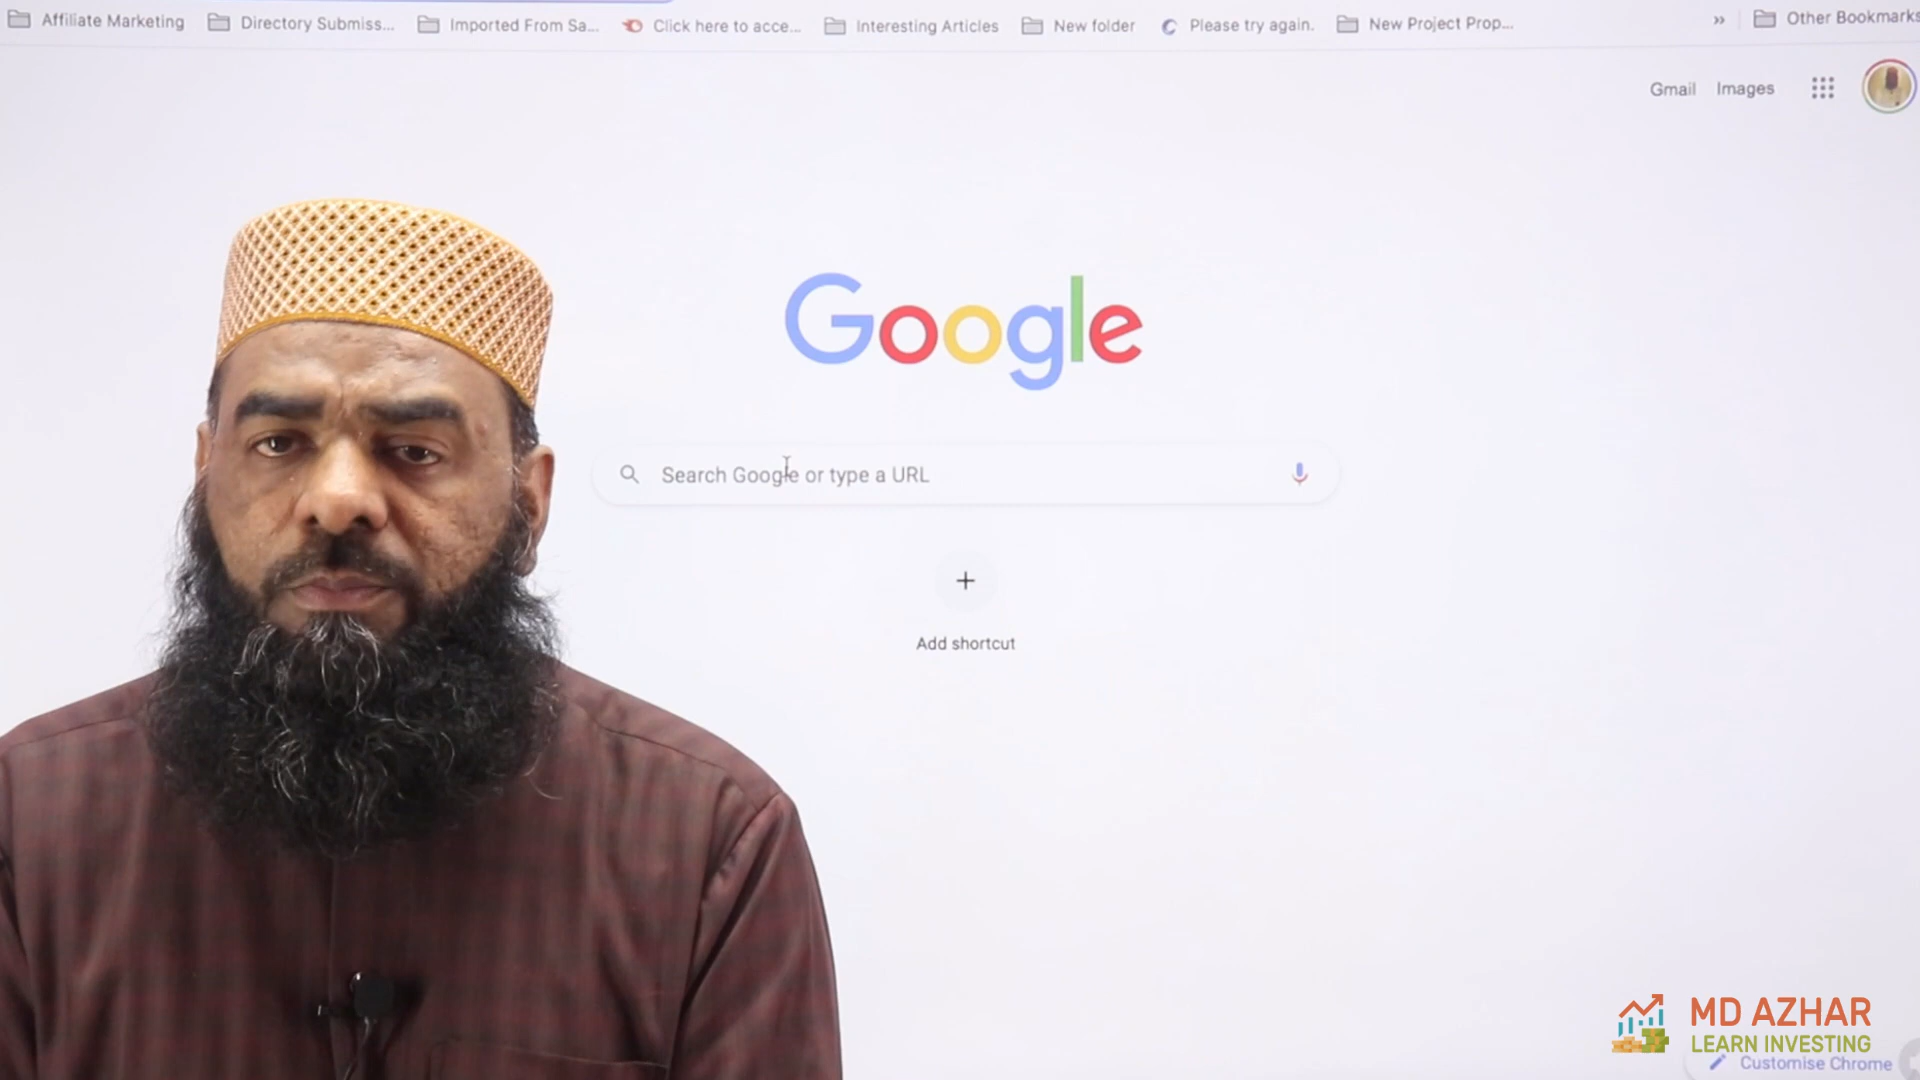 Affiliate Marketing
Directory Submiss...
Imported From Sa...
Click here to acce...
Interesting Articles
New folder
Please try again.
New Project Prop...
»
Other Bookmarks
Gmail
Images
Google
Search Google or type a URL
+
Add shortcut
MD AZHAR
LEARN INVESTING
Customise Chrome